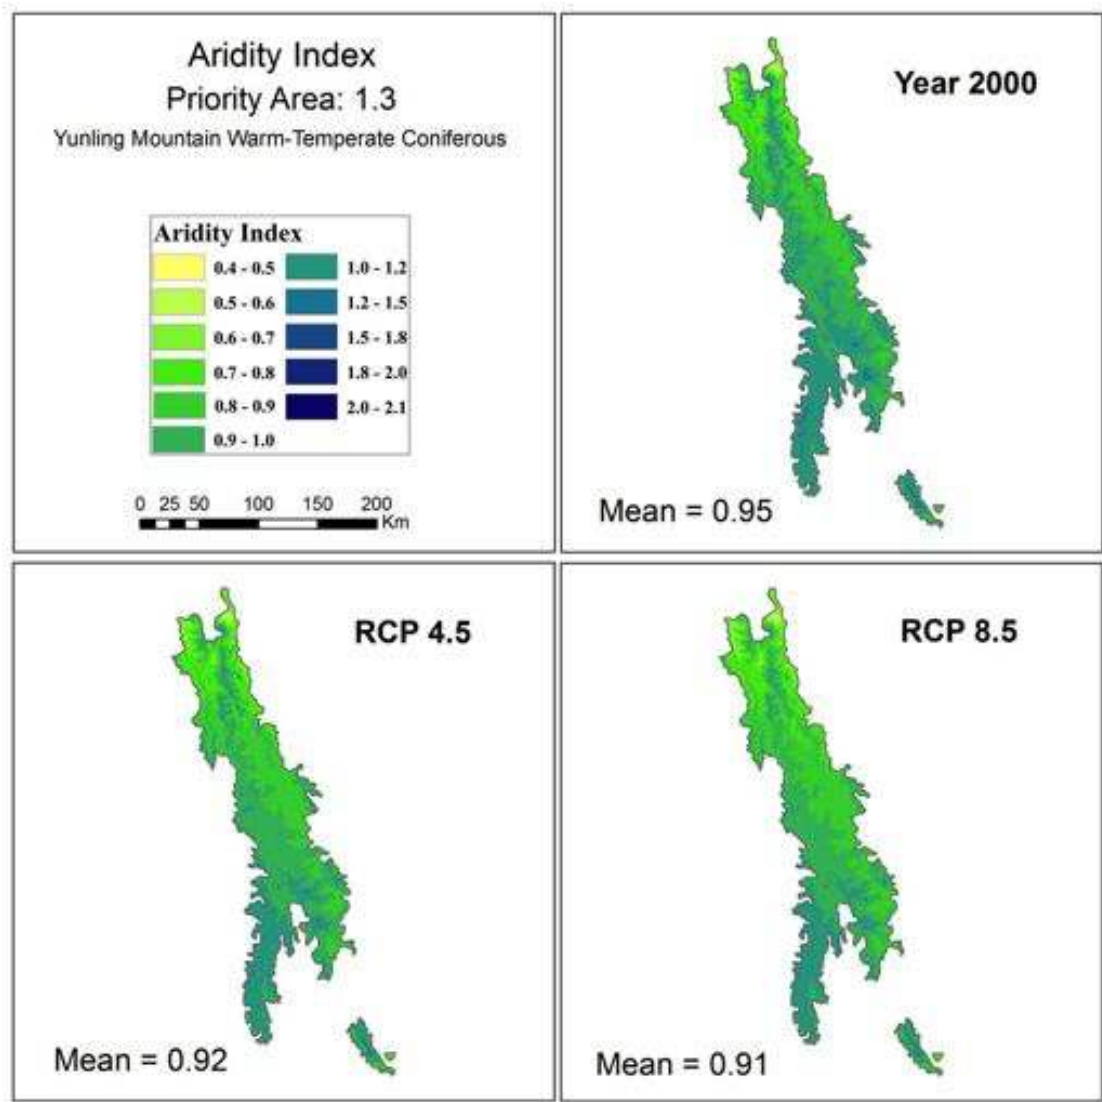 Aridity Index
Priority Area: 1.3
Yunling Mountain Warm-Temperate Coniferous
Aridity Index
0.4 - 0.5
0.5 - 0.6
0.6 - 0.7
0.7 - 0.8
0.8 - 0.9
0.9 - 1.0
1.0 - 1.2
1.2 - 1.5
1.5 - 1.8
1.8 - 2.0
2.0 - 2.1
0 25 50 100 150 200
Km
Year 2000
Mean = 0.95
RCP 4.5
Mean = 0.92
RCP 8.5
Mean = 0.91